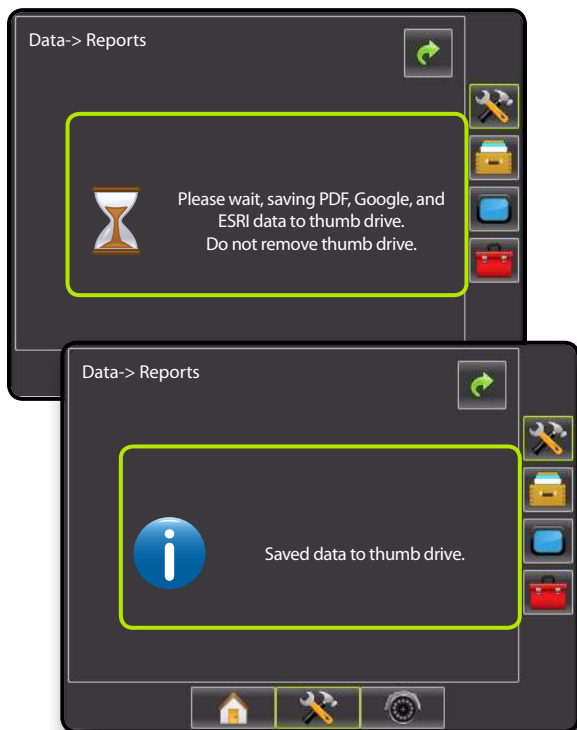 Data-> Reports
Please wait, saving PDF, Google, and
ESRI data to thumb drive.
Do not remove thumb drive.
Data-> Reports
Saved data to thumb drive.